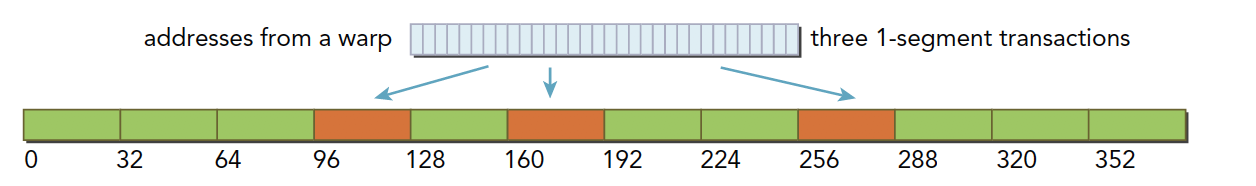 addresses from a warp three 1-segment transactions
0 32 64 96 128 160 192 224 256 288 320 352